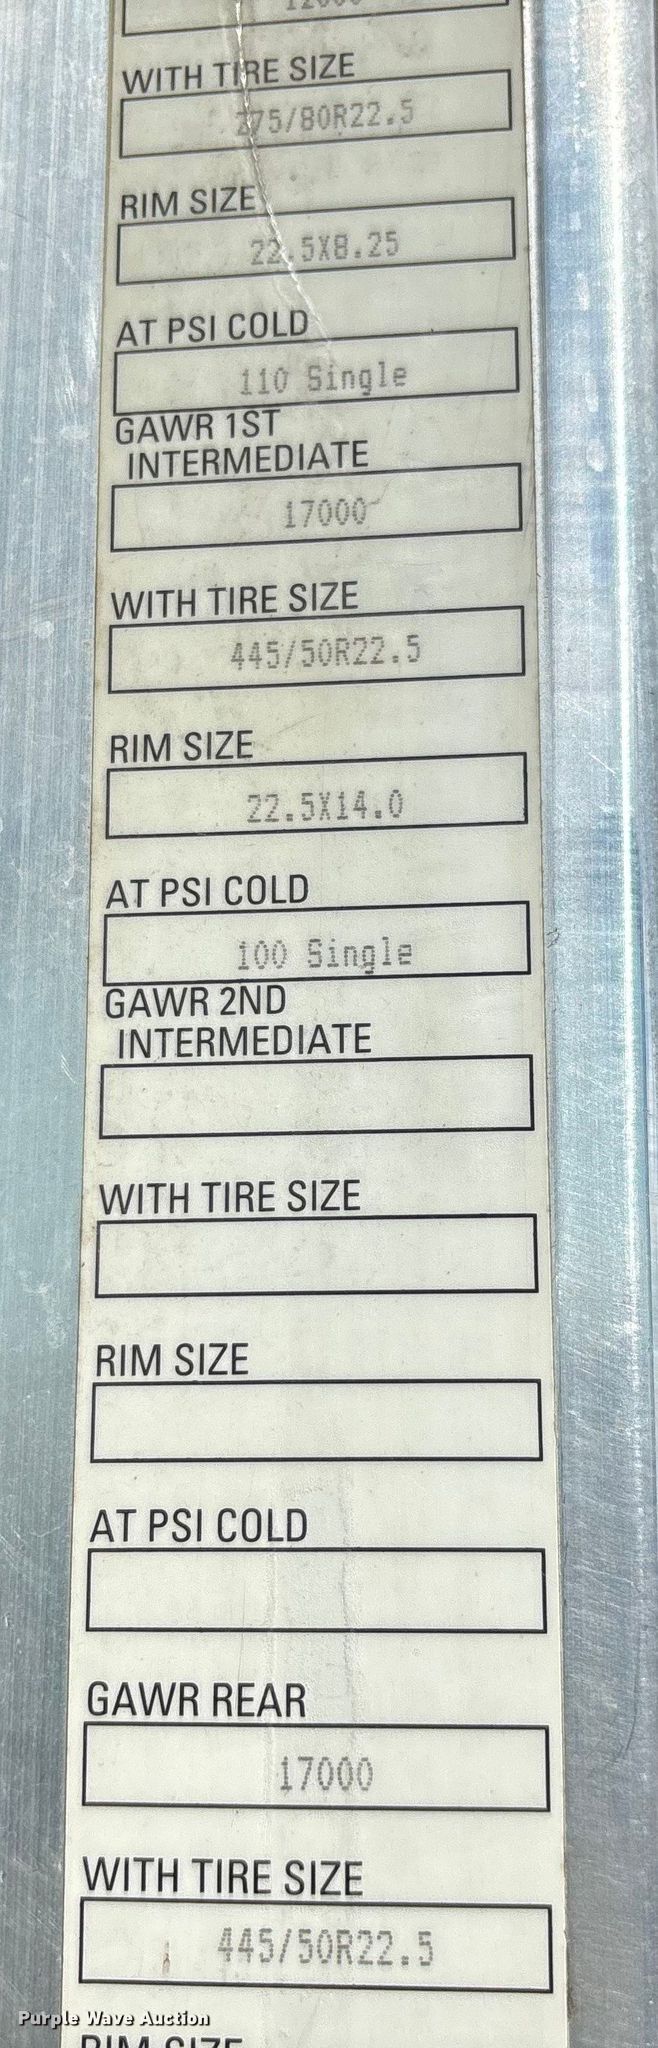 12000
WITH TIRE SIZE
275/80R22.5
RIM SIZE
22.5X8.25
AT PSI COLD
110 Single
GAWR 1ST
INTERMEDIATE
17000
WITH TIRE SIZE
445/50R22.5
RIM SIZE
22.5X14.0
AT PSI COLD
100 Single
GAWR 2ND
INTERMEDIATE
WITH TIRE SIZE
RIM SIZE
AT PSI COLD
GAWR REAR
17000
WITH TIRE SIZE
445/50R22.5
Purple Wave Auction
RIM SIZE